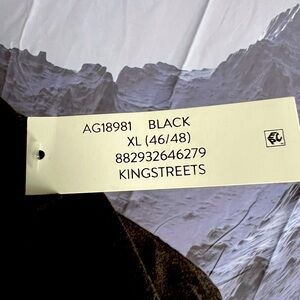 AG18981 BLACK
XL (46/48)
882932646279
KINGSTREETS